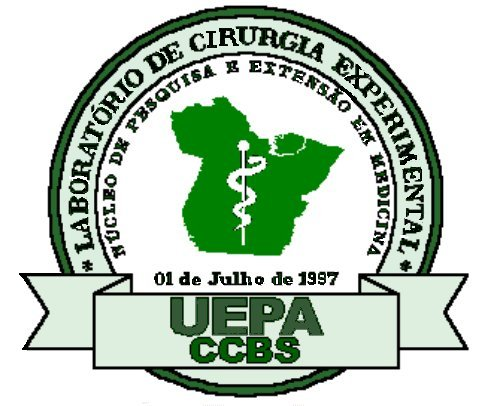 * LABORATÓRIO DE CIRURGIA EXPERIMENTAL *
NÚCLEO DE PESQUISA E EXTENSÃO EM MEDICINA
01 de Julho de 1997
UEPA
CCBS